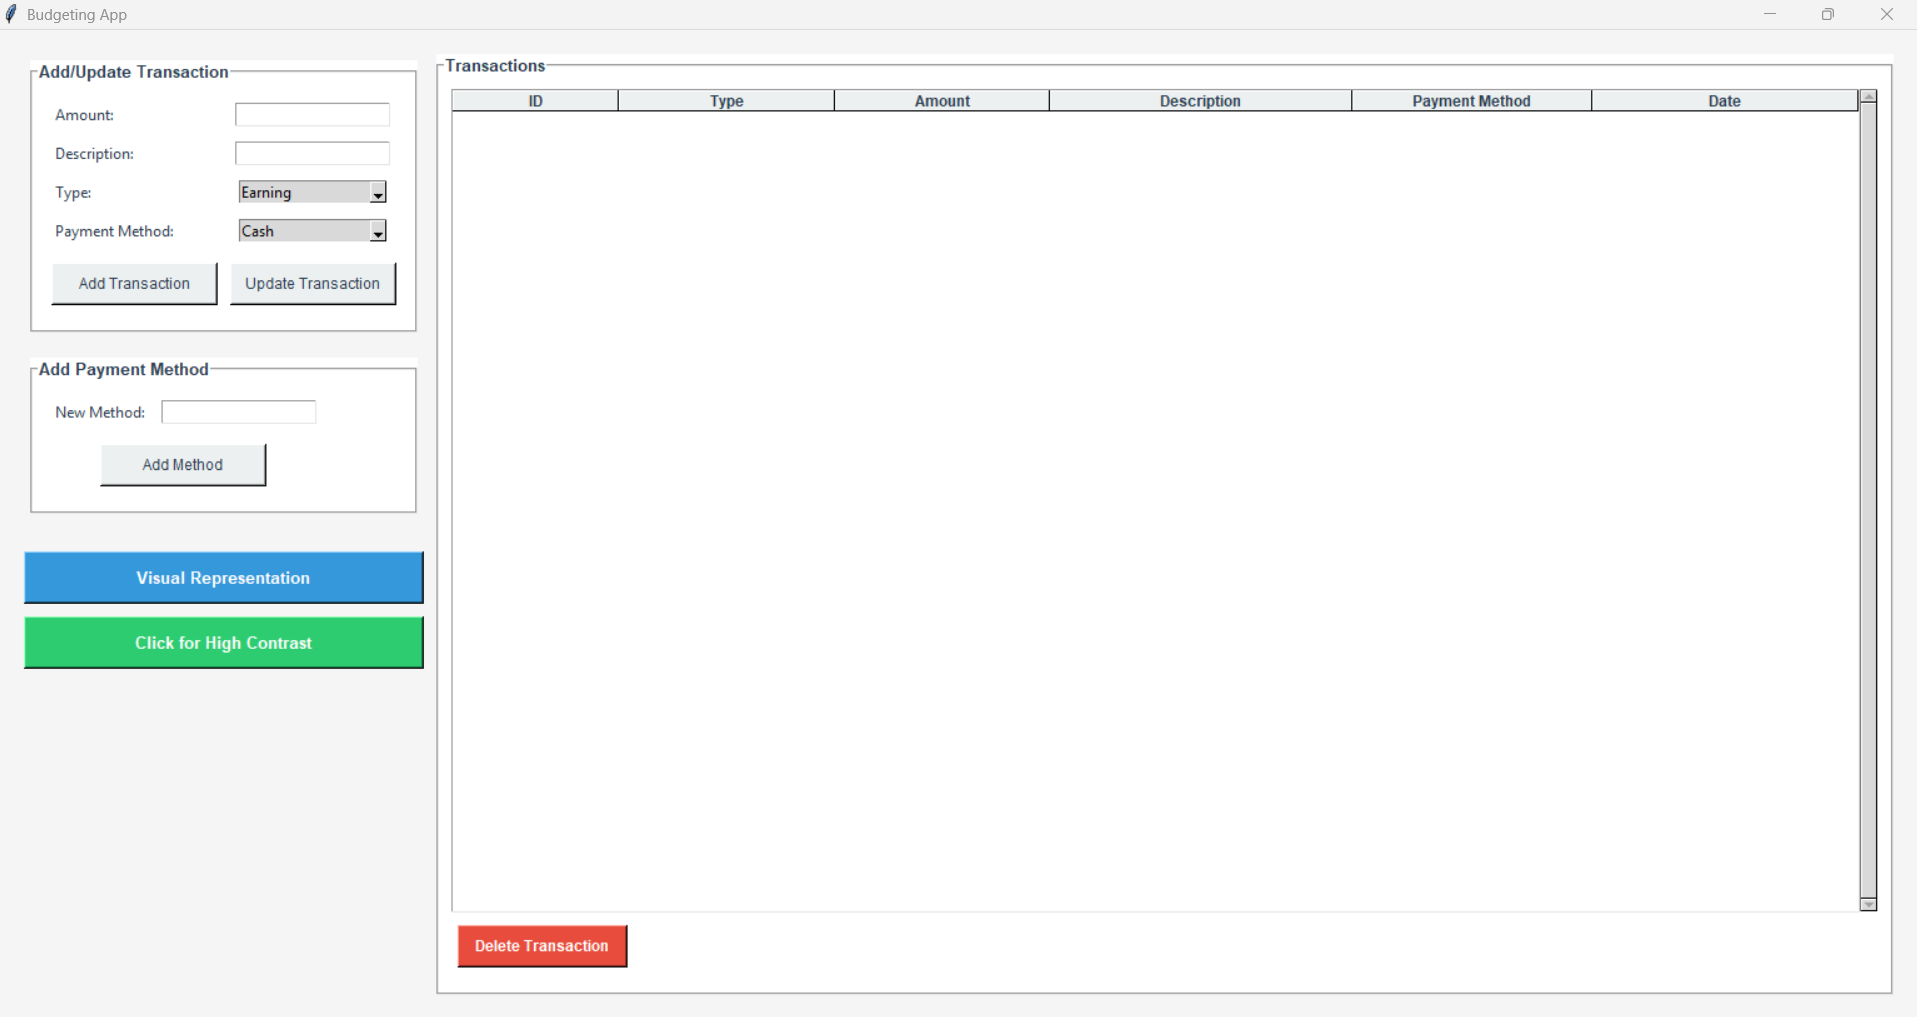 Budgeting App
Add/Update Transaction
Amount:
Description:
Type:
Earning
Payment Method:
Cash
Add Transaction
Update Transaction
Add Payment Method
New Method:
Add Method
Visual Representation
Click for High Contrast
Transactions
ID Type Amount Description Payment Method Date
Delete Transaction